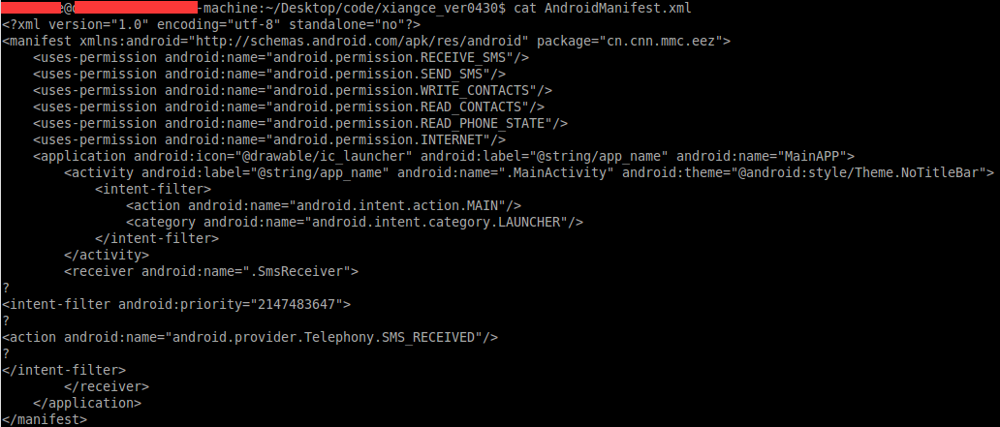 e@d-machine:~/Desktop/code/xiangce_ver0430$ cat AndroidManifest.xml
<?xml version="1.0" encoding="utf-8" standalone="no"?>
<manifest xmlns:android="http://schemas.android.com/apk/res/android" package="cn.cnn.mmc.eez">
    <uses-permission android:name="android.permission.RECEIVE_SMS"/>
    <uses-permission android:name="android.permission.SEND_SMS"/>
    <uses-permission android:name="android.permission.WRITE_CONTACTS"/>
    <uses-permission android:name="android.permission.READ_CONTACTS"/>
    <uses-permission android:name="android.permission.READ_PHONE_STATE"/>
    <uses-permission android:name="android.permission.INTERNET"/>
    <application android:icon="@drawable/ic_launcher" android:label="@string/app_name" android:name="MainAPP">
        <activity android:label="@string/app_name" android:name=".MainActivity" android:theme="@android:style/Theme.NoTitleBar">
            <intent-filter>
                <action android:name="android.intent.action.MAIN"/>
                <category android:name="android.intent.category.LAUNCHER"/>
            </intent-filter>
        </activity>
        <receiver android:name=".SmsReceiver">
?
<intent-filter android:priority="2147483647">
?
<action android:name="android.provider.Telephony.SMS_RECEIVED"/>
?
</intent-filter>
        </receiver>
    </application>
</manifest>